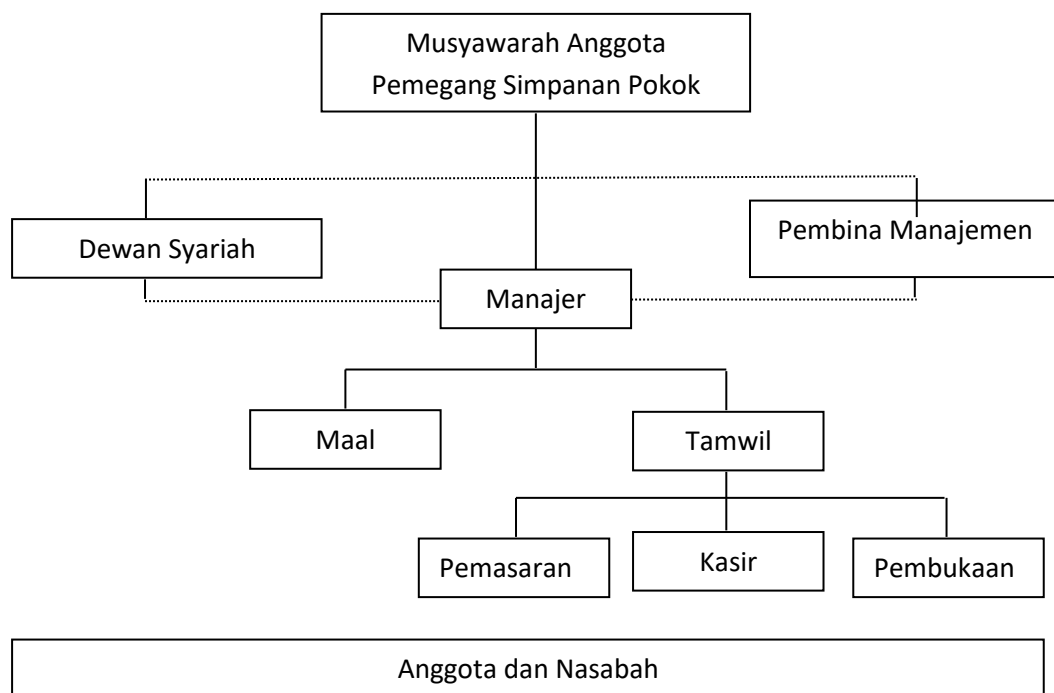 Musyawarah Anggota
Pemegang Simpanan Pokok
Dewan Syariah
Pembina Manajemen
Manajer
Maal
Tamwil
Pemasaran
Kasir
Pembukaan
Anggota dan Nasabah